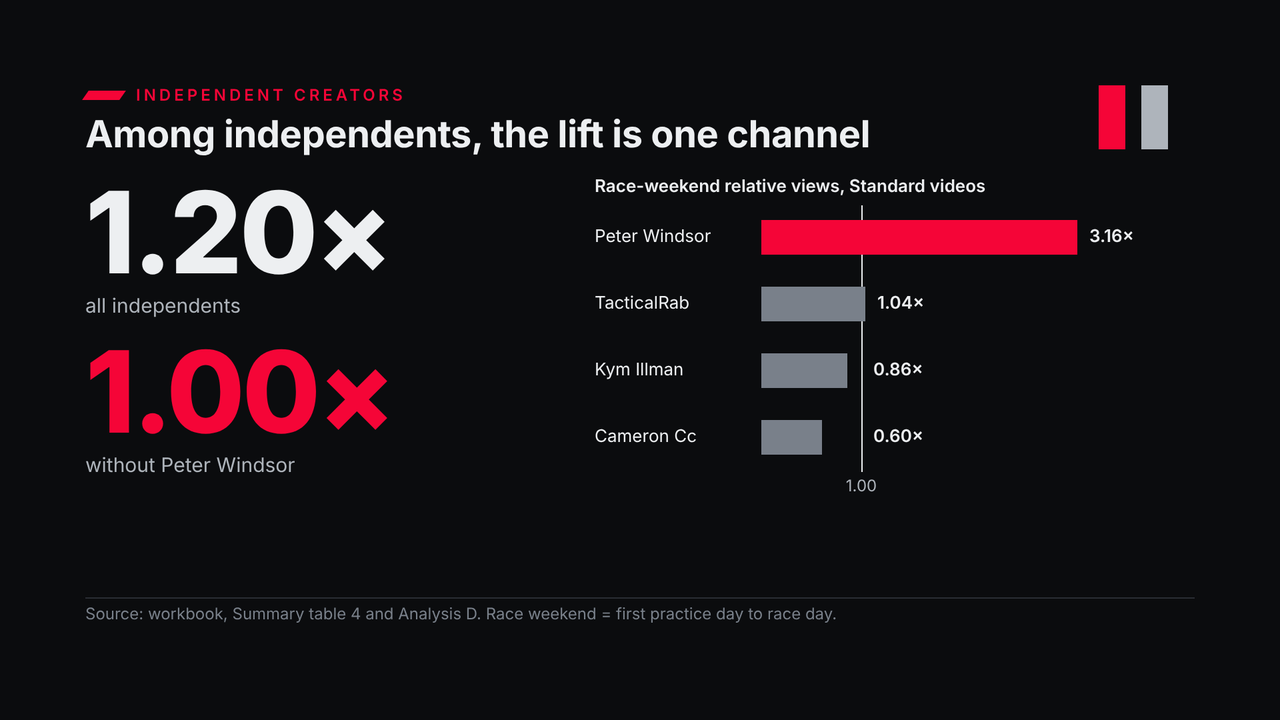 INDEPENDENT CREATORS
Among independents, the lift is one channel
1.20×
all independents
1.00×
without Peter Windsor
Race-weekend relative views, Standard videos
Peter Windsor 3.16×
TacticalRab 1.04×
Kym Illman 0.86×
Cameron Cc 0.60×
1.00
Source: workbook, Summary table 4 and Analysis D. Race weekend = first practice day to race day.